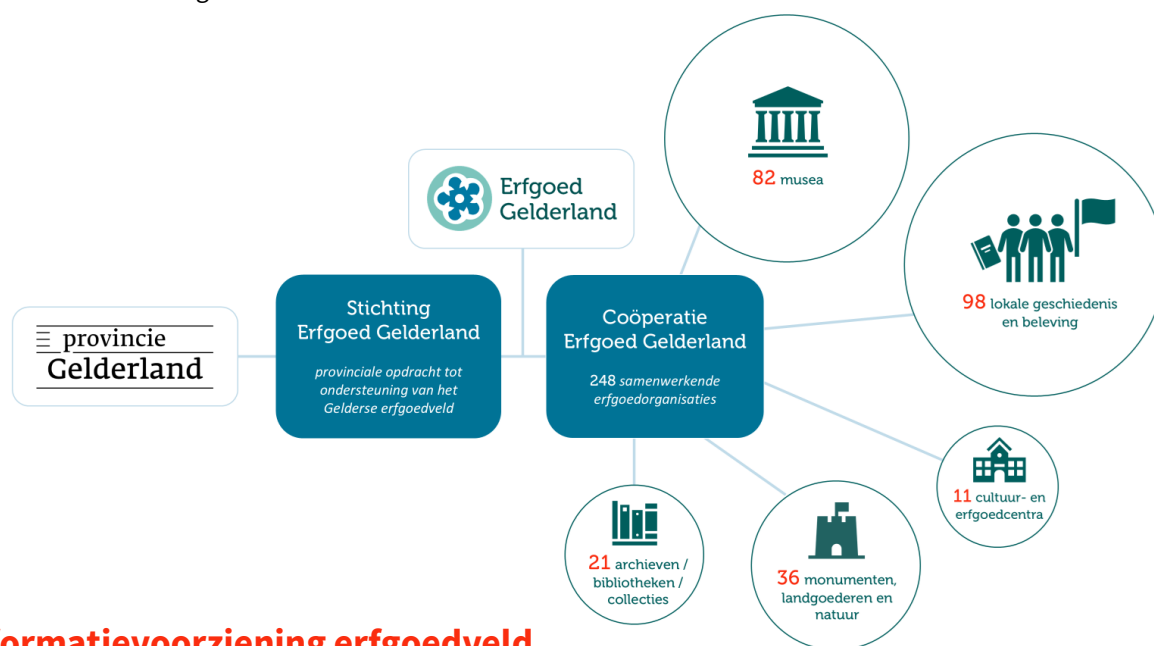 82 musea
Erfgoed
Gelderland
98 lokale geschiedenis
en beleving
provincie
Gelderland
Stichting
Erfgoed Gelderland
provinciale opdracht tot
ondersteuning van het
Gelderse erfgoedveld
Coöperatie
Erfgoed Gelderland
248 samenwerkende
erfgoedorganisaties
11 cultuur- en
erfgoedcentra
21 archieven /
bibliotheken /
collecties
36 monumenten,
landgoederen en
natuur
ormatievoorziening erfgoedveld